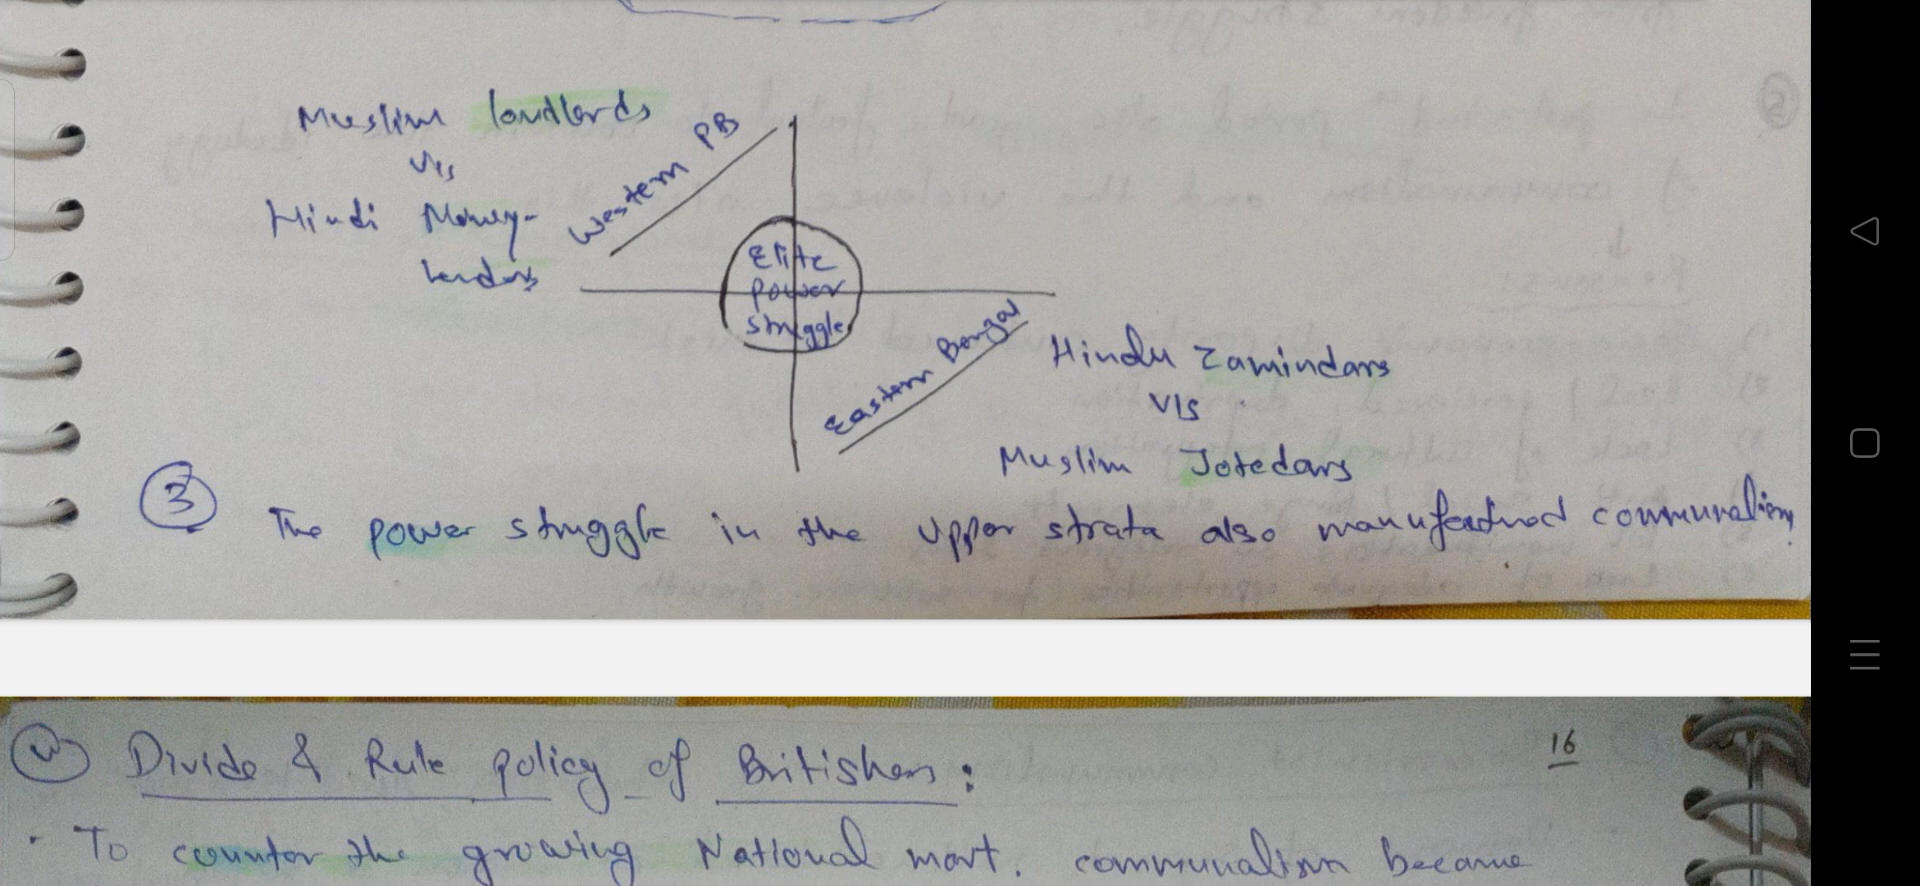 Muslim landlords
V/s
Hindi Money-
lenders
Western PB
Elite
power
struggle
Eastern Bengal
Hindu Zamindars
V/s
Muslim Jotedars
3 The power struggle in the upper strata also manufactured communalism
16
Divide & Rule policy of Britishers:
• To counter the growing National movt. communalism became